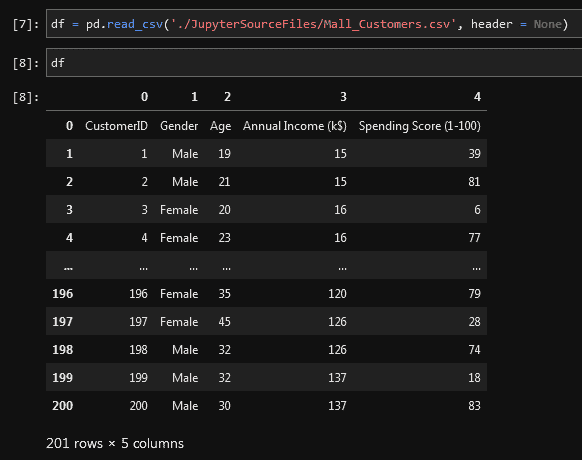 [7]: df = pd.read_csv('./JupyterSourceFiles/Mall_Customers.csv', header = None)
[8]: df
[8]: 0 1 2 3 4
0 CustomerID Gender Age Annual Income (k$) Spending Score (1-100)
1 1 Male 19 15 39
2 2 Male 21 15 81
3 3 Female 20 16 6
4 4 Female 23 16 77
... ... ... ... ... ...
196 196 Female 35 120 79
197 197 Female 45 126 28
198 198 Male 32 126 74
199 199 Male 32 137 18
200 200 Male 30 137 83
201 rows × 5 columns